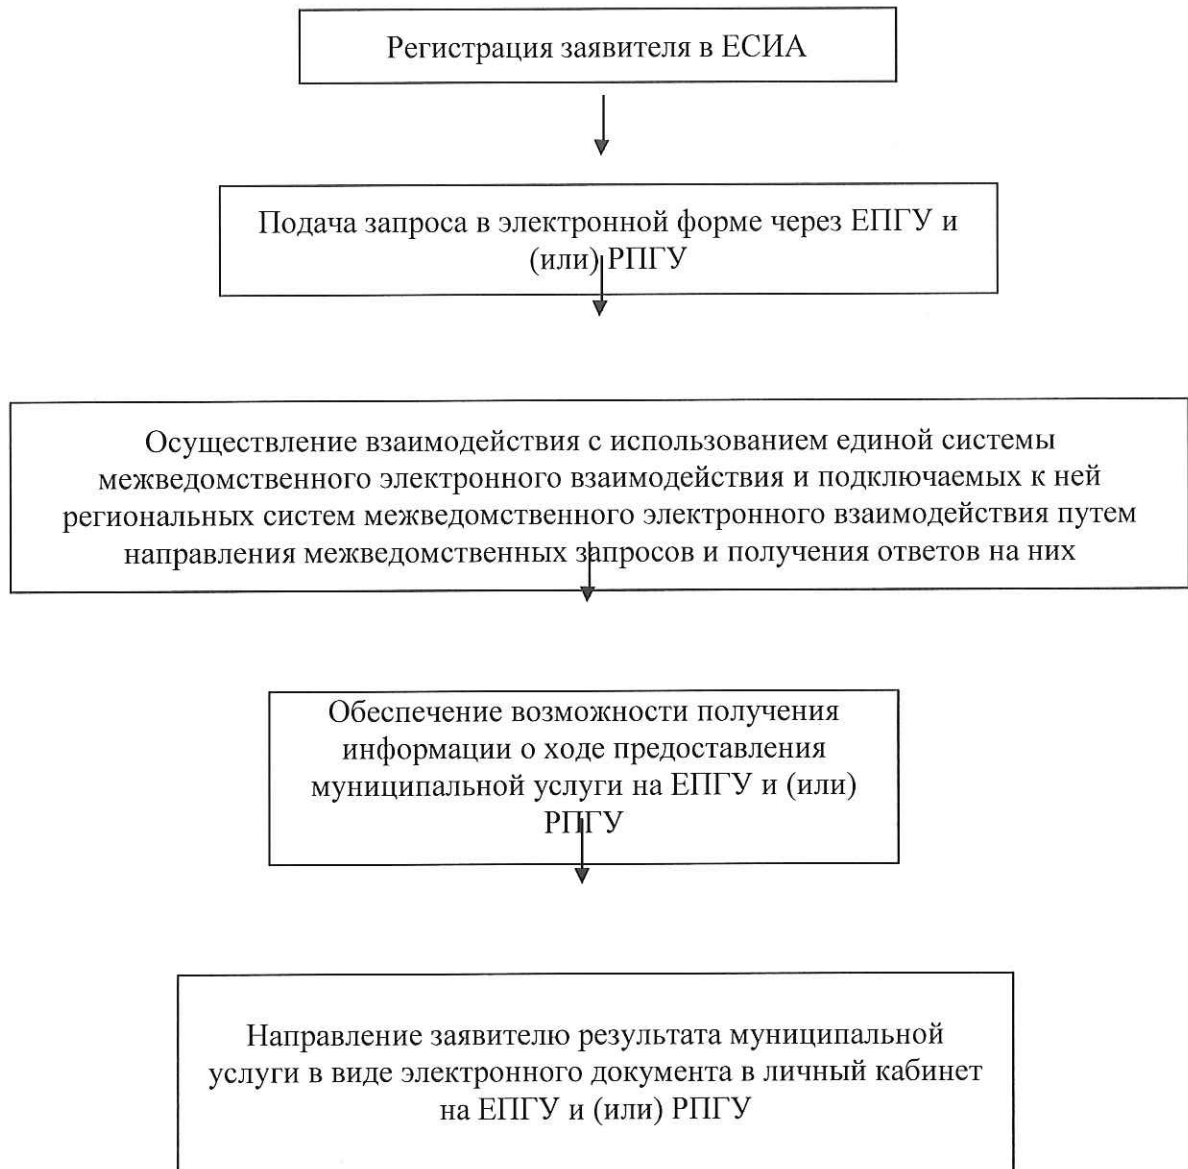 Регистрация заявителя в ЕСИА
Подача запроса в электронной форме через ЕПГУ и
(или) РПГУ
Осуществление взаимодействия с использованием единой системы
межведомственного электронного взаимодействия и подключаемых к ней
региональных систем межведомственного электронного взаимодействия путем
направления межведомственных запросов и получения ответов на них
Обеспечение возможности получения
информации о ходе предоставления
муниципальной услуги на ЕПГУ и (или)
РПГУ
Направление заявителю результата муниципальной
услуги в виде электронного документа в личный кабинет
на ЕПГУ и (или) РПГУ